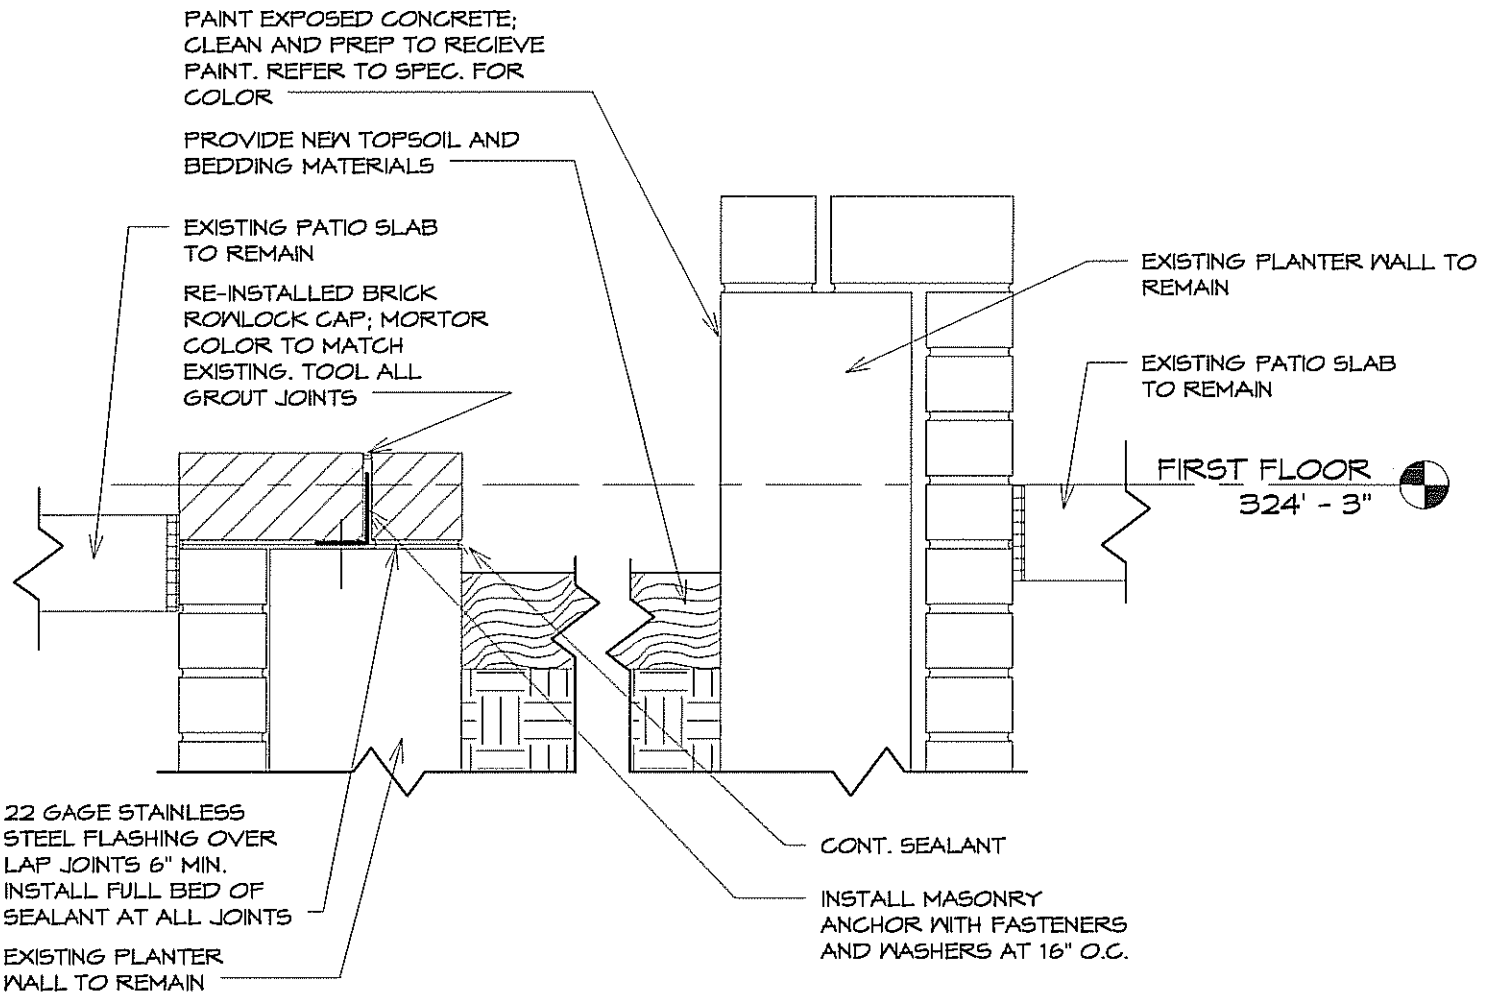 PAINT EXPOSED CONCRETE;
CLEAN AND PREP TO RECIEVE
PAINT. REFER TO SPEC. FOR
COLOR
PROVIDE NEW TOPSOIL AND
BEDDING MATERIALS
EXISTING PATIO SLAB
TO REMAIN
RE-INSTALLED BRICK
ROWLOCK CAP; MORTOR
COLOR TO MATCH
EXISTING. TOOL ALL
GROUT JOINTS
EXISTING PLANTER WALL TO
REMAIN
EXISTING PATIO SLAB
TO REMAIN
FIRST FLOOR
324' - 3"
22 GAGE STAINLESS
STEEL FLASHING OVER
LAP JOINTS 6" MIN.
INSTALL FULL BED OF
SEALANT AT ALL JOINTS
EXISTING PLANTER
WALL TO REMAIN
CONT. SEALANT
INSTALL MASONRY
ANCHOR WITH FASTENERS
AND WASHERS AT 16" O.C.